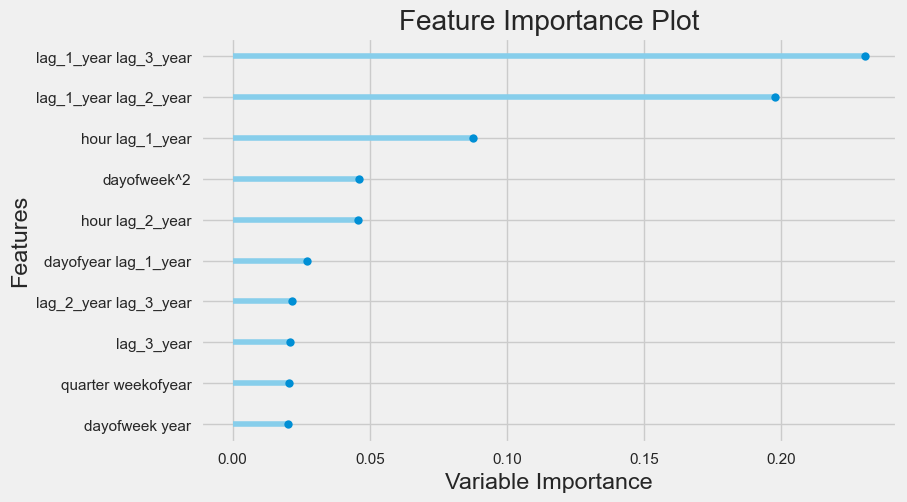 Feature Importance Plot
Features
lag_1_year lag_3_year
lag_1_year lag_2_year
hour lag_1_year
dayofweek^2
hour lag_2_year
dayofyear lag_1_year
lag_2_year lag_3_year
lag_3_year
quarter weekofyear
dayofweek year
0.00 0.05 0.10 0.15 0.20
Variable Importance